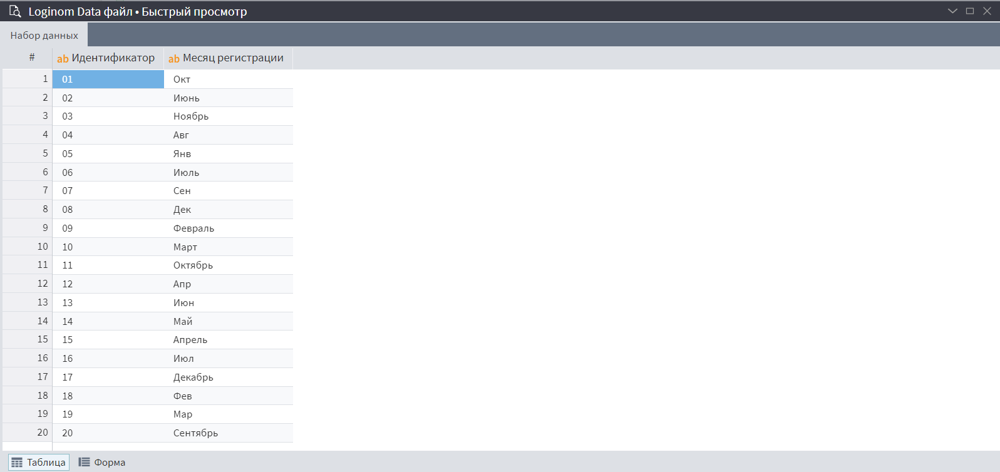 Loginom Data файл • Быстрый просмотр
Набор данных
# ab Идентификатор ab Месяц регистрации
1 01 Окт
2 02 Июнь
3 03 Ноябрь
4 04 Авг
5 05 Янв
6 06 Июль
7 07 Сен
8 08 Дек
9 09 Февраль
10 10 Март
11 11 Октябрь
12 12 Апр
13 13 Июн
14 14 Май
15 15 Апрель
16 16 Июл
17 17 Декабрь
18 18 Фев
19 19 Мар
20 20 Сентябрь
Таблица Форма